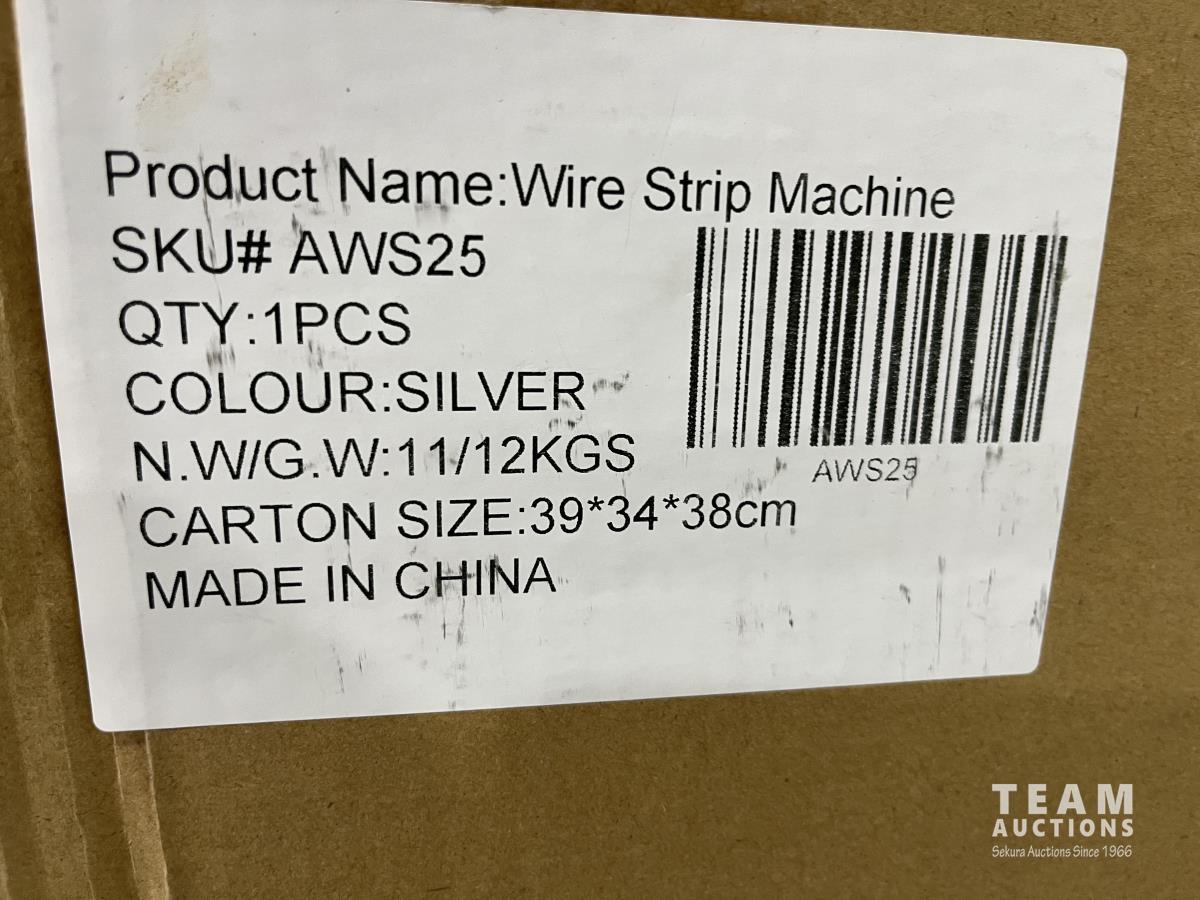 Product Name:Wire Strip Machine
SKU# AWS25
QTY:1PCS
COLOUR:SILVER
N.W/G.W:11/12KGS
CARTON SIZE:39*34*38cm
MADE IN CHINA
AWS25
TEAM
AUCTIONS
Sekura Auctions Since 1966